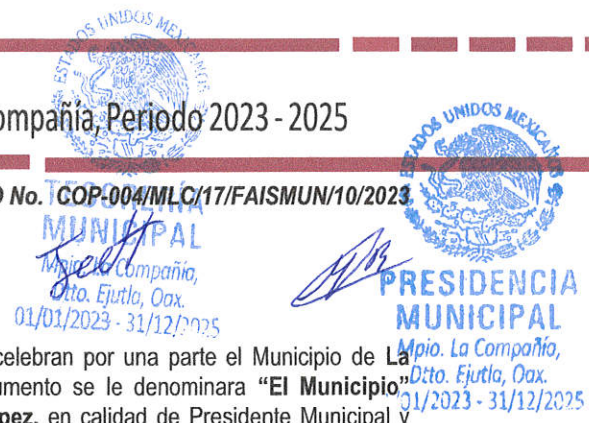 ESTADOS UNIDOS MEXICANOS
ompañía, Periodo 2023 - 2025
O No. COP-004/MLC/17/FAISMUN/10/2023
TESORERÍA
MUNICIPAL
Mpio. La Compañía,
Dtto. Ejutla, Oax.
01/01/2023 - 31/12/2025
ESTADOS UNIDOS MEXICANOS
PRESIDENCIA
MUNICIPAL
Mpio. La Compañía,
Dtto. Ejutla, Oax.
01/2023 - 31/12/2025
celebran por una parte el Municipio de La
umento se le denominara “El Municipio”
pez, en calidad de Presidente Municipal y